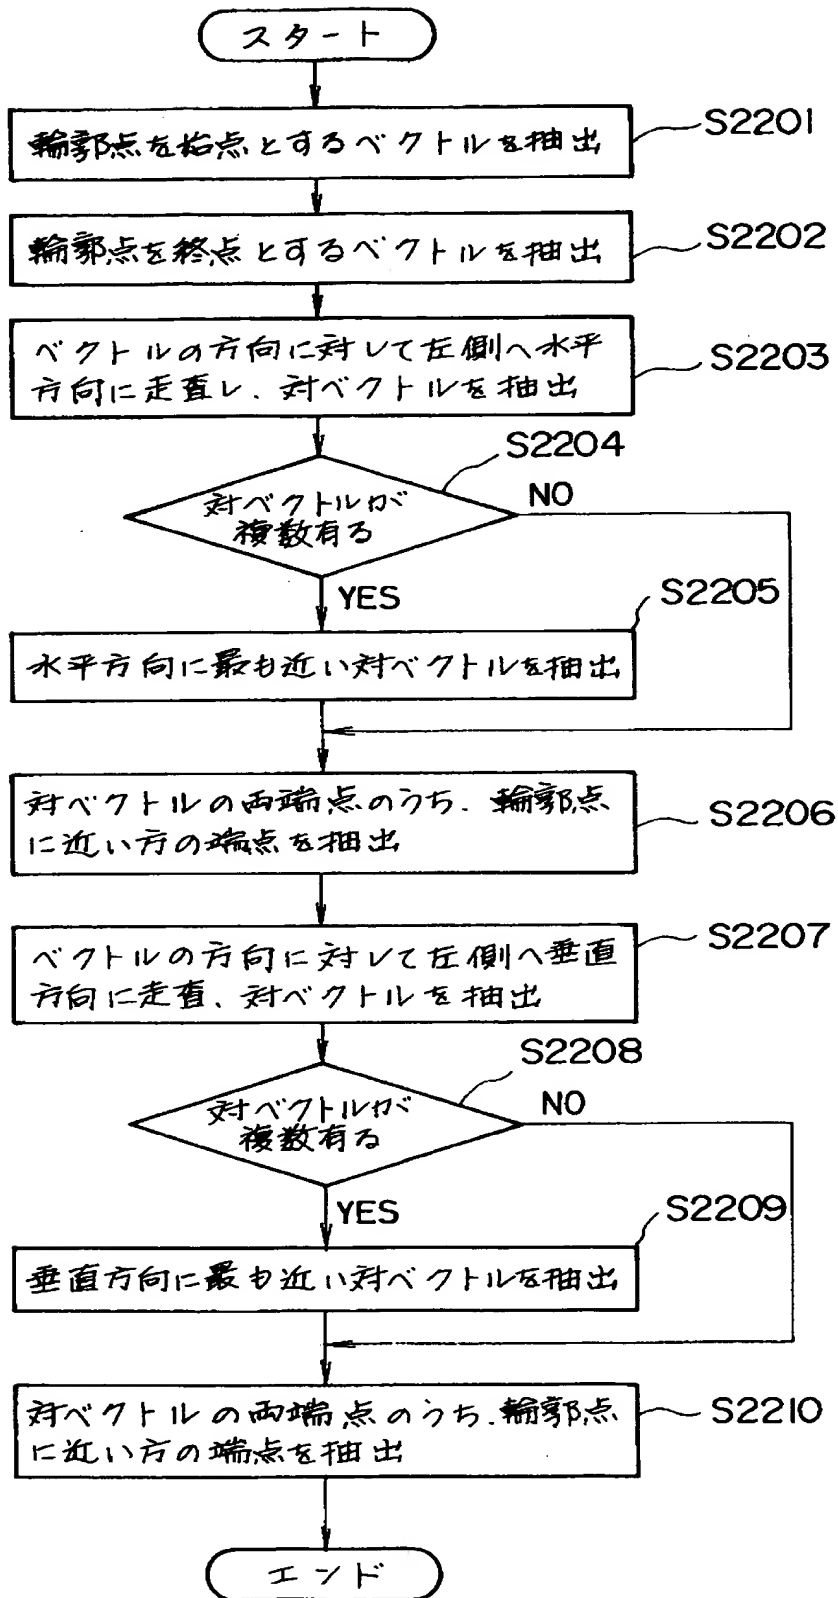 スタート
輪郭点を始点とするベクトルを抽出
S2201
輪郭点を終点とするベクトルを抽出
S2202
ベクトルの方向に対して左側へ水平
方向に走査し、対ベクトルを抽出
S2203
S2204
対ベクトルが
複数有る
NO
YES
S2205
水平方向に最も近い対ベクトルを抽出
対ベクトルの両端点のうち、輪郭点
に近い方の端点を抽出
S2206
ベクトルの方向に対して左側へ垂直
方向に走査、対ベクトルを抽出
S2207
S2208
対ベクトルが
複数有る
NO
YES
S2209
垂直方向に最も近い対ベクトルを抽出
対ベクトルの両端点のうち、輪郭点
に近い方の端点を抽出
S2210
エンド